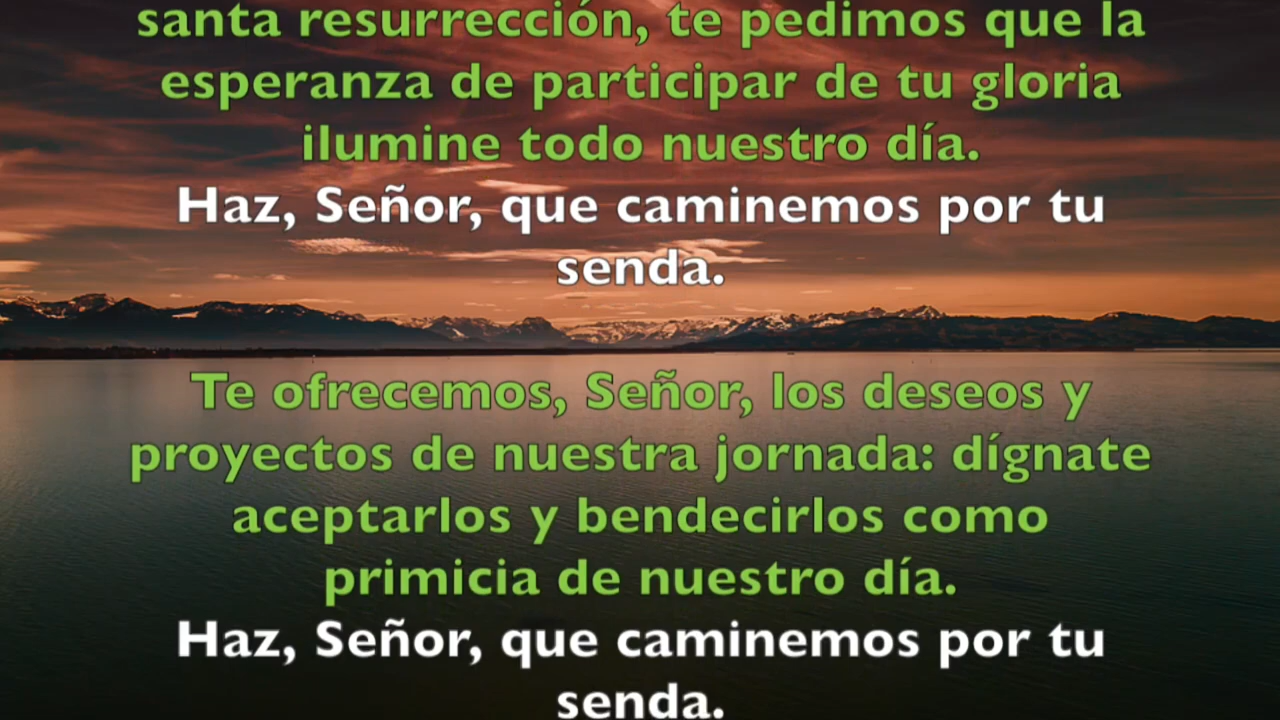 santa resurrección, te pedimos que la
esperanza de participar de tu gloria
ilumine todo nuestro día.
Haz, Señor, que caminemos por tu
senda.
Te ofrecemos, Señor, los deseos y
proyectos de nuestra jornada: dígnate
aceptarlos y bendecirlos como
primicia de nuestro día.
Haz, Señor, que caminemos por tu
senda.